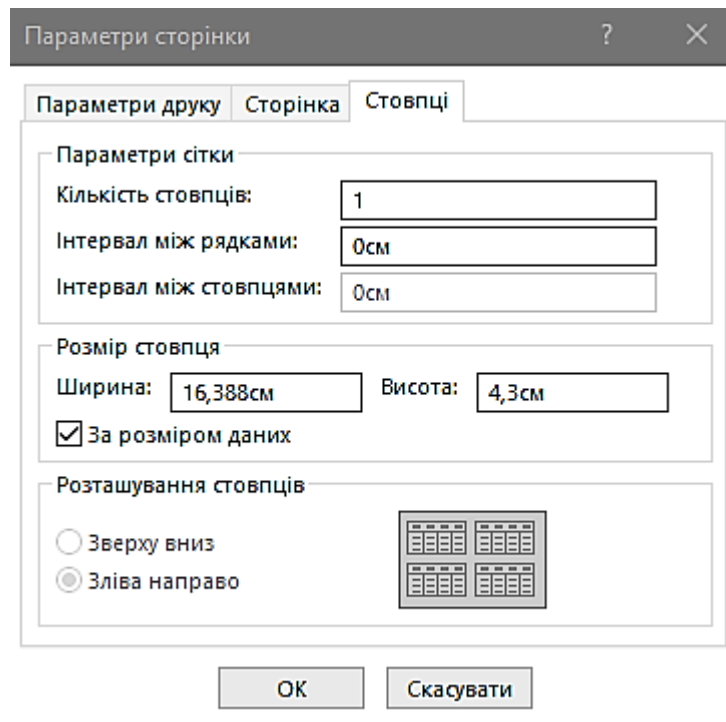 Параметри сторінки ? ×
Параметри друку Сторінка Стовпці
Параметри сітки
Кількість стовпців: 1
Інтервал між рядками: 0см
Інтервал між стовпцями: 0см
Розмір стовпця
Ширина: 16,388см Висота: 4,3см
За розміром даних
Розташування стовпців
Зверху вниз
Зліва направо
ОК Скасувати